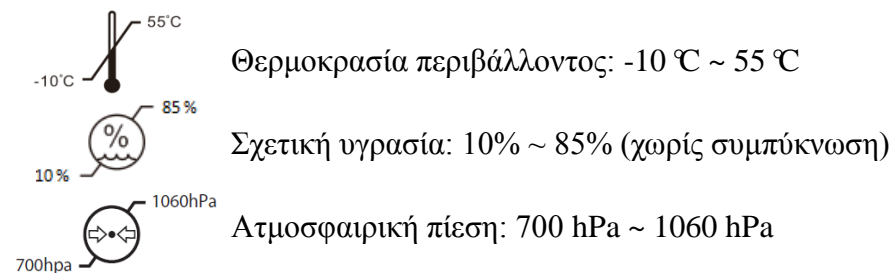 55°C
-10°C
Θερμοκρασία περιβάλλοντος: -10 ℃ ~ 55 ℃
85%
%
10%
Σχετική υγρασία: 10% ~ 85% (χωρίς συμπύκνωση)
1060hPa
700hpa
Ατμοσφαιρική πίεση: 700 hPa ~ 1060 hPa